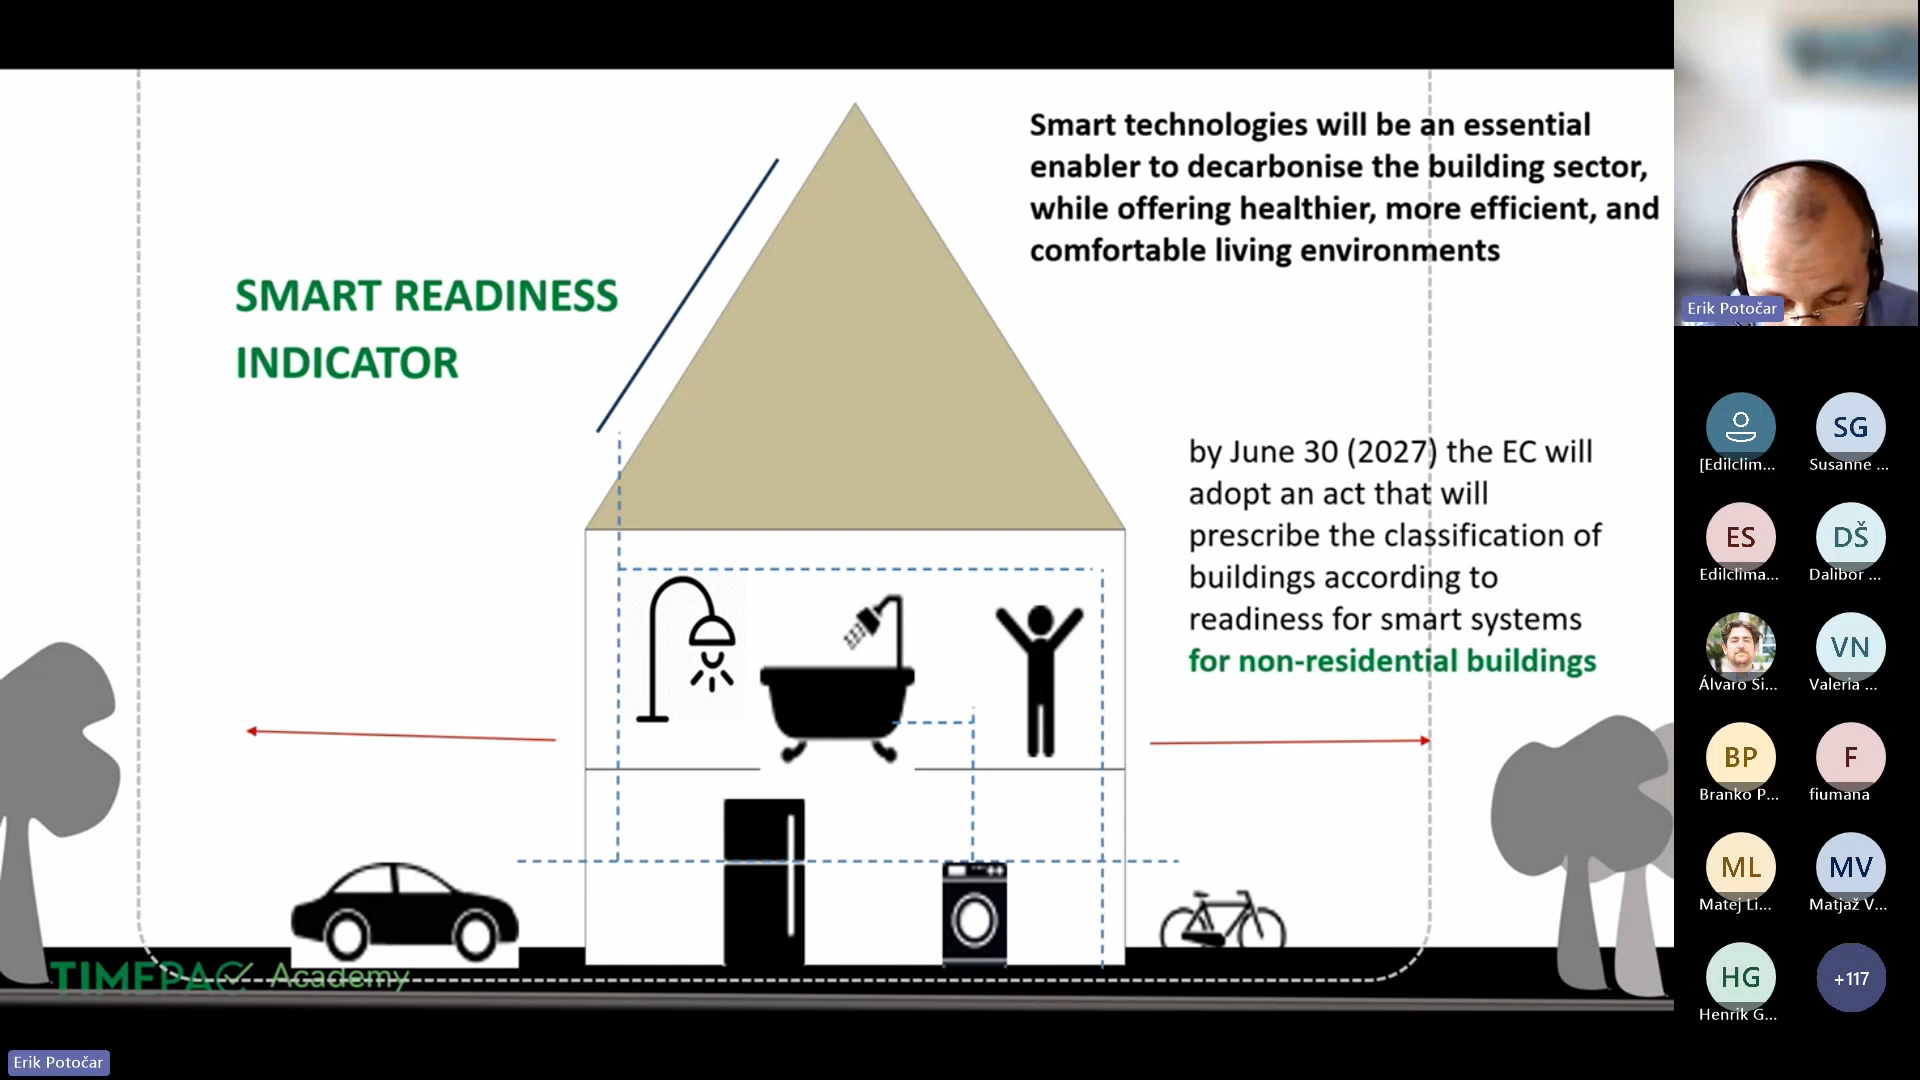 Smart technologies will be an essential
enabler to decarbonise the building sector,
while offering healthier, more efficient, and
comfortable living environments
SMART READINESS
INDICATOR
by June 30 (2027) the EC will
adopt an act that will
prescribe the classification of
buildings according to
readiness for smart systems
for non-residential buildings
TIMEPAC Academy
Erik Potočar
Erik Potočar
[Edilclim...
SG
Susanne ...
ES
Edilclima...
DŠ
Dalibor ...
Álvaro Si...
VN
Valeria ...
BP
Branko P...
F
fiumana
ML
Matej Li...
MV
Matjaž V...
HG
Henrik G...
+117